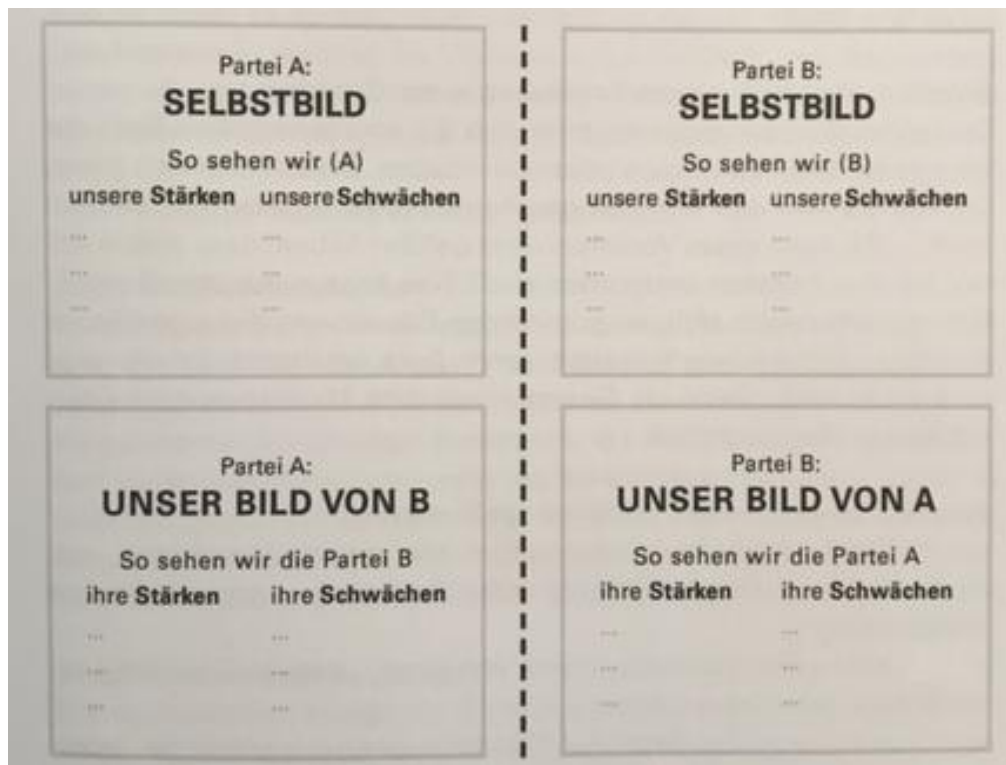 Partei A:
SELBSTBILD
So sehen wir (A)
unsere Stärken unsere Schwächen
... ...
... ...
... ...
Partei B:
SELBSTBILD
So sehen wir (B)
unsere Stärken unsere Schwächen
... ...
... ...
... ...
Partei A:
UNSER BILD VON B
So sehen wir die Partei B
ihre Stärken ihre Schwächen
... ...
... ...
... ...
Partei B:
UNSER BILD VON A
So sehen wir die Partei A
ihre Stärken ihre Schwächen
... ...
... ...
... ...